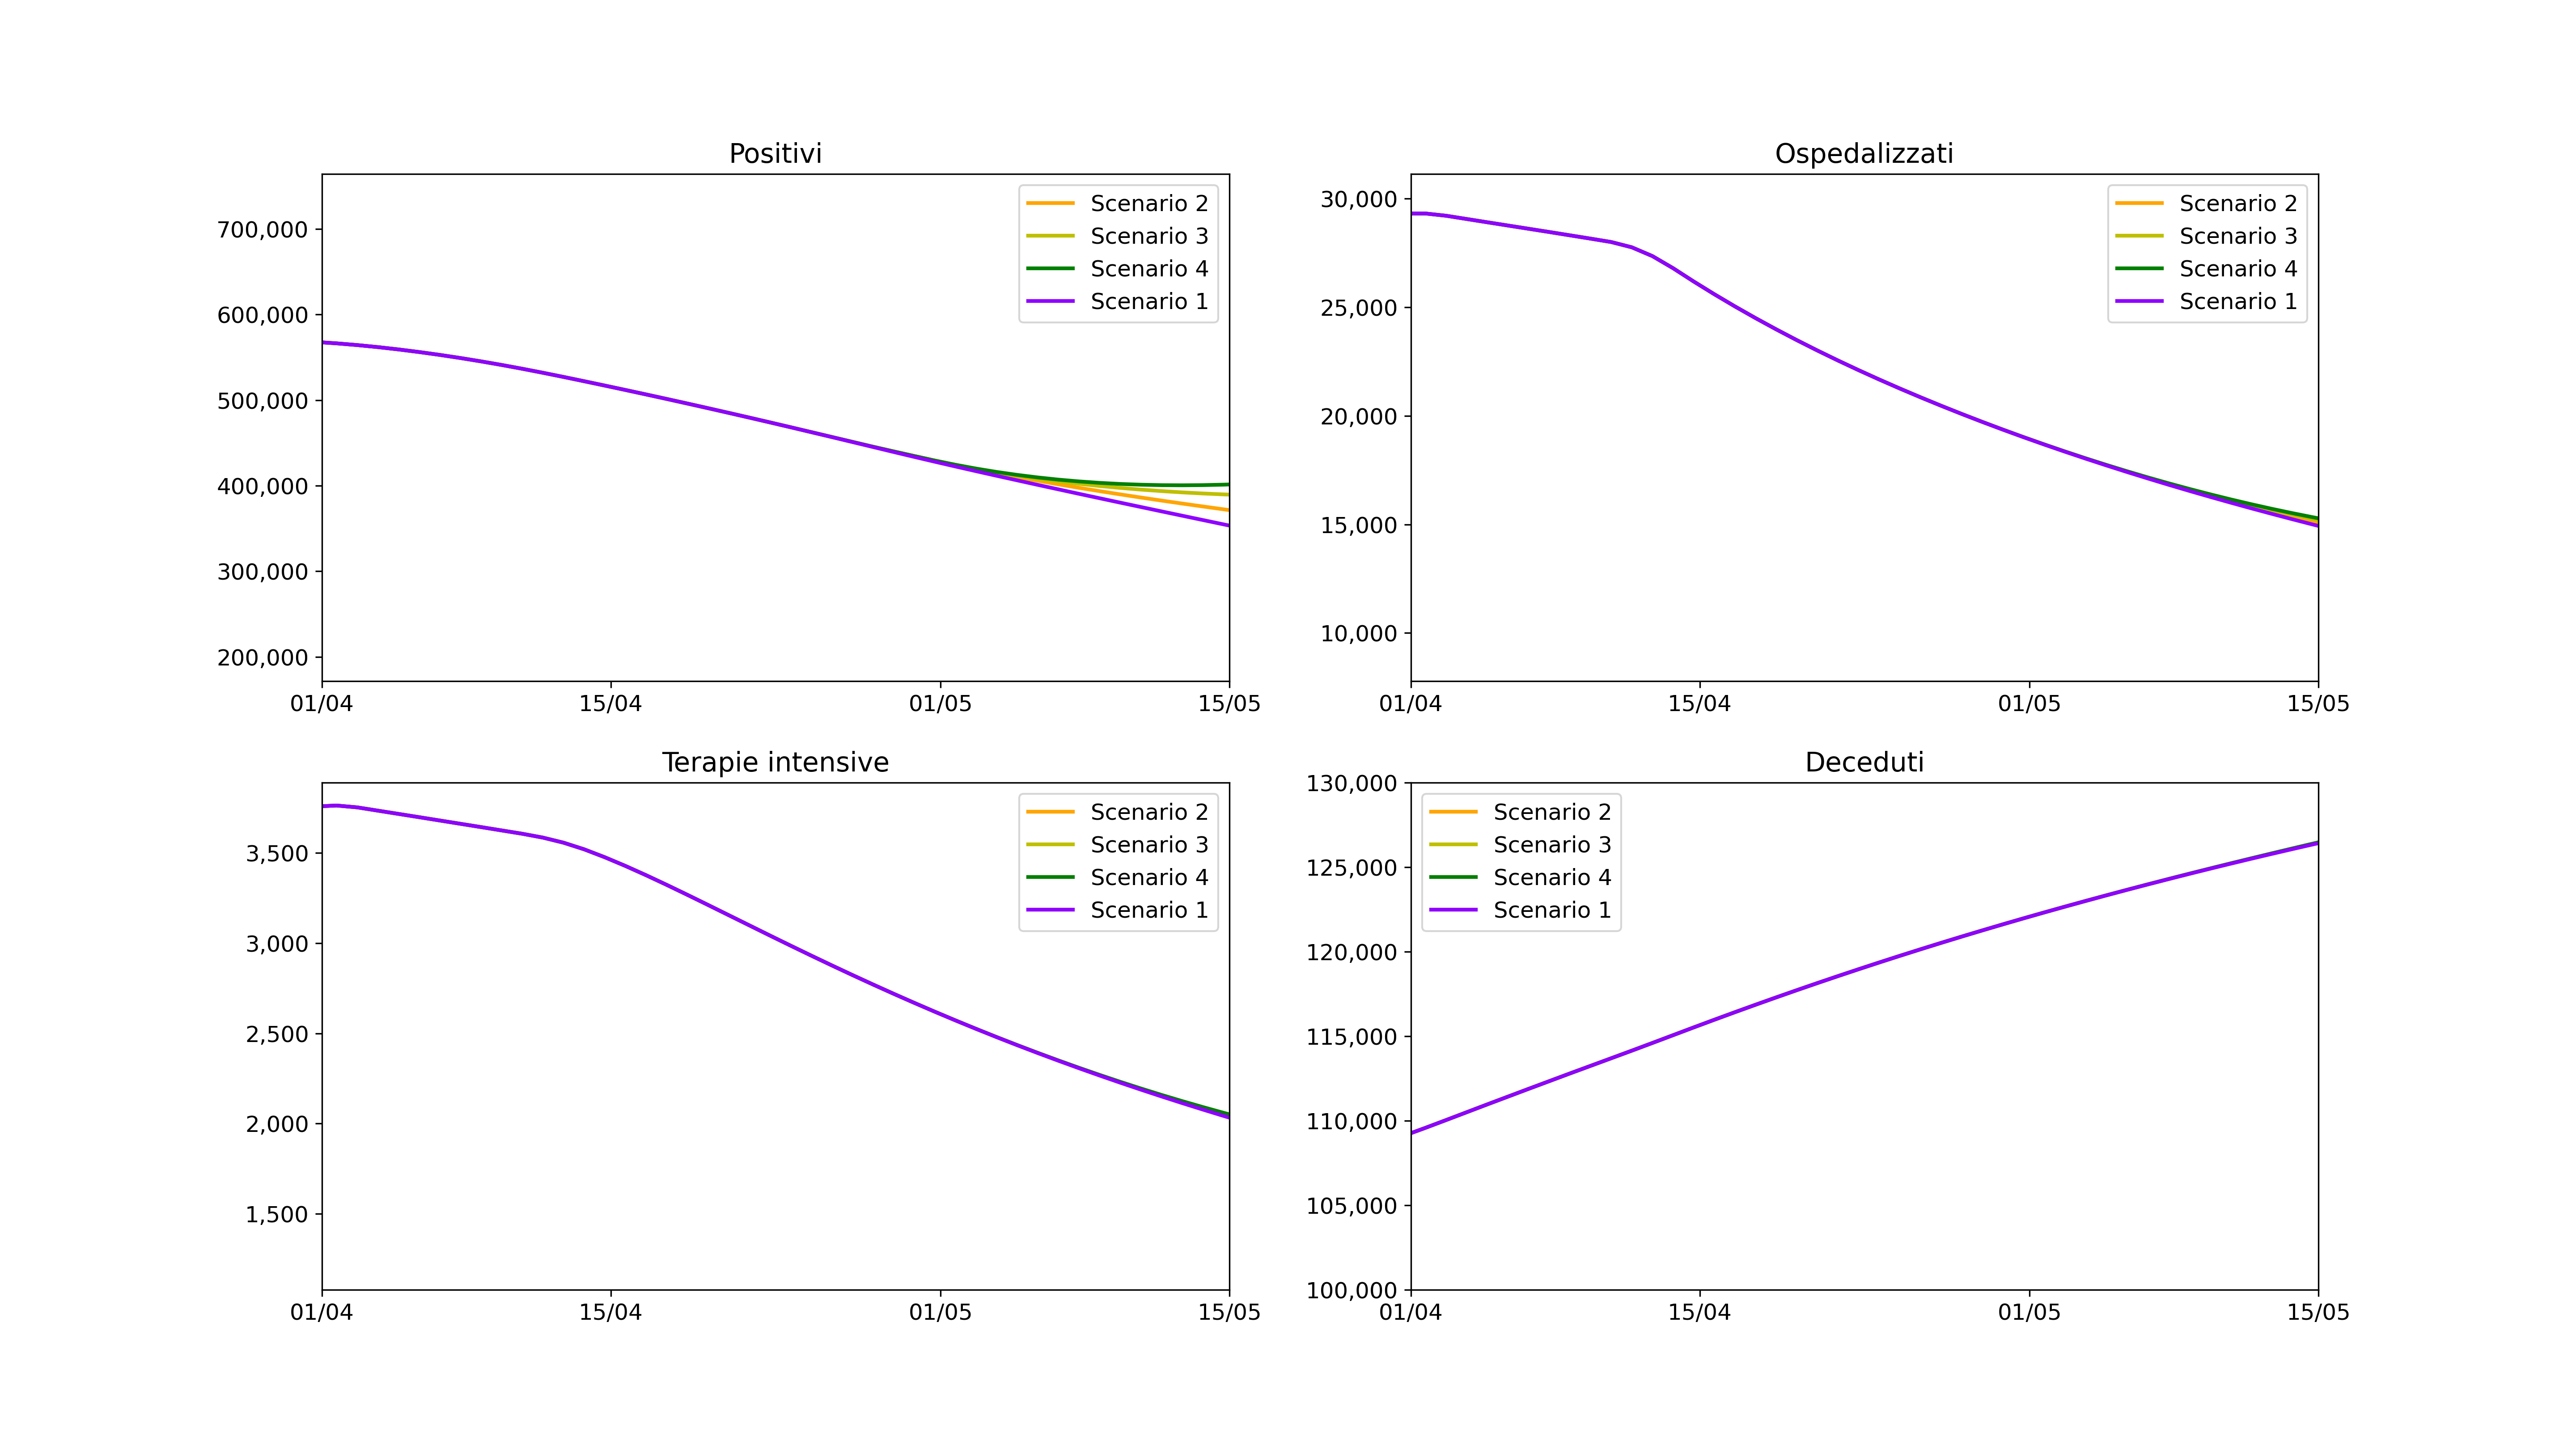 Positivi
700,000
600,000
500,000
400,000
300,000
200,000
01/04 15/04 01/05 15/05
Scenario 2
Scenario 3
Scenario 4
Scenario 1
Ospedalizzati
30,000
25,000
20,000
15,000
10,000
01/04 15/04 01/05 15/05
Scenario 2
Scenario 3
Scenario 4
Scenario 1
Terapie intensive
3,500
3,000
2,500
2,000
1,500
01/04 15/04 01/05 15/05
Scenario 2
Scenario 3
Scenario 4
Scenario 1
Deceduti
130,000
125,000
120,000
115,000
110,000
105,000
100,000
01/04 15/04 01/05 15/05
Scenario 2
Scenario 3
Scenario 4
Scenario 1